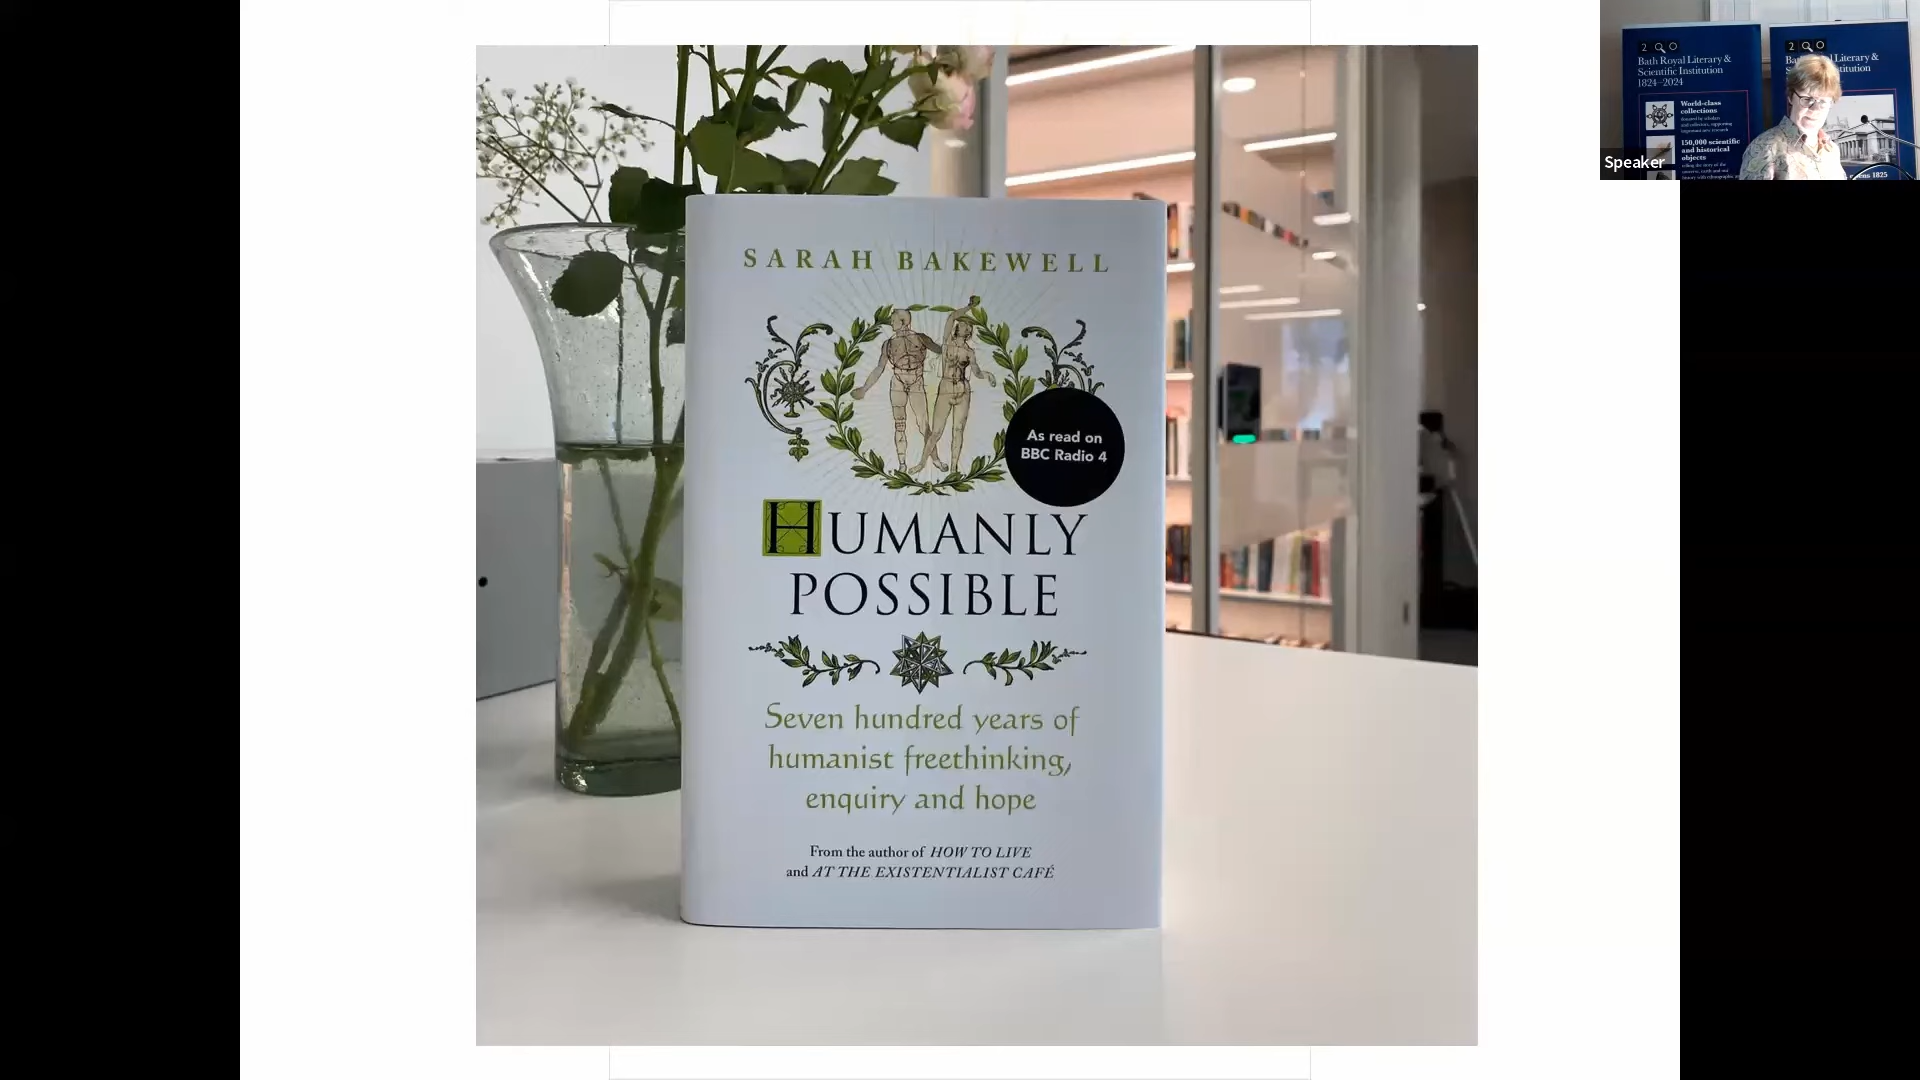 SARAH BAKEWELL
As read on
BBC Radio 4
HUMANLY
POSSIBLE
Seven hundred years of
humanist freethinking,
enquiry and hope
From the author of HOW TO LIVE
and AT THE EXISTENTIALIST CAFÉ
Bath Royal Literary &
Scientific Institution
1824–2024
World-class
collections
150,000 scientific
and historical
objects
Literary &
1825
Speaker